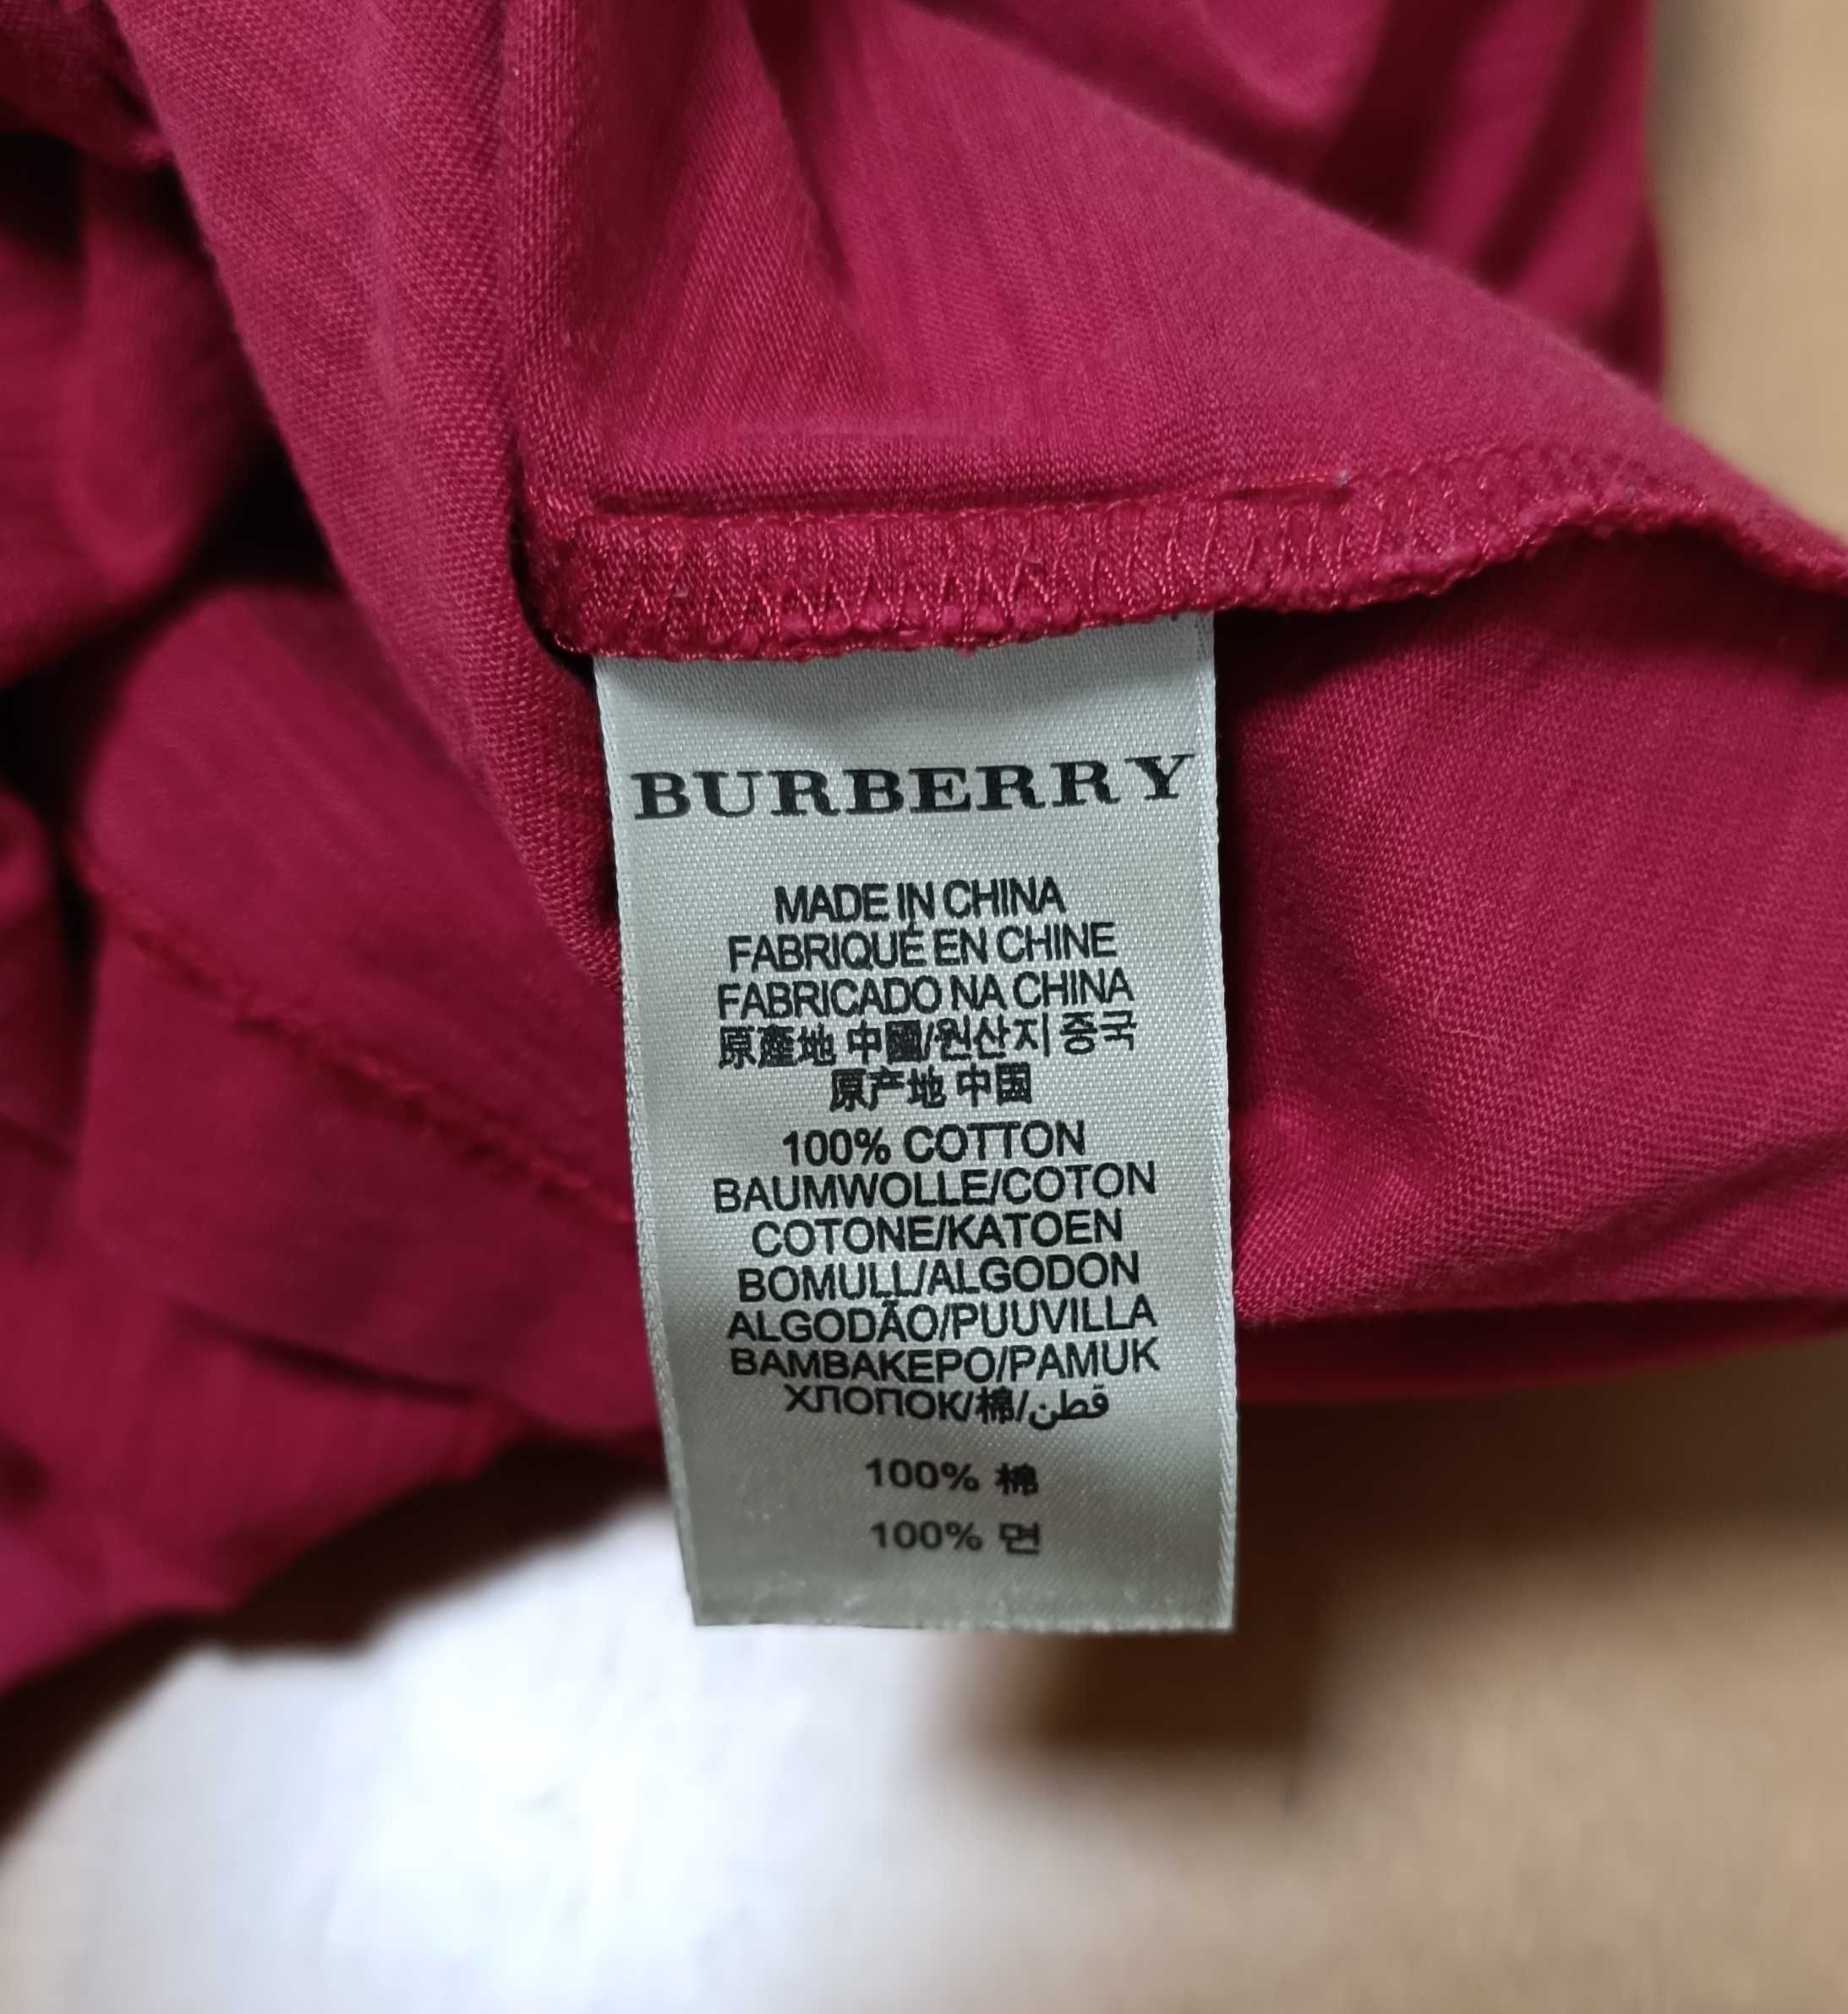 BURBERRY
MADE IN CHINA
FABRIQUÉ EN CHINE
FABRICADO NA CHINA
原產地 中國/원산지 중국
原产地 中国
100% COTTON
BAUMWOLLE/COTON
COTONE/KATOEN
BOMULL/ALGODON
ALGODÃO/PUUVILLA
BAMBAKEPO/PAMUK
ХЛОПОК/棉/قطن
100% 棉
100% 면